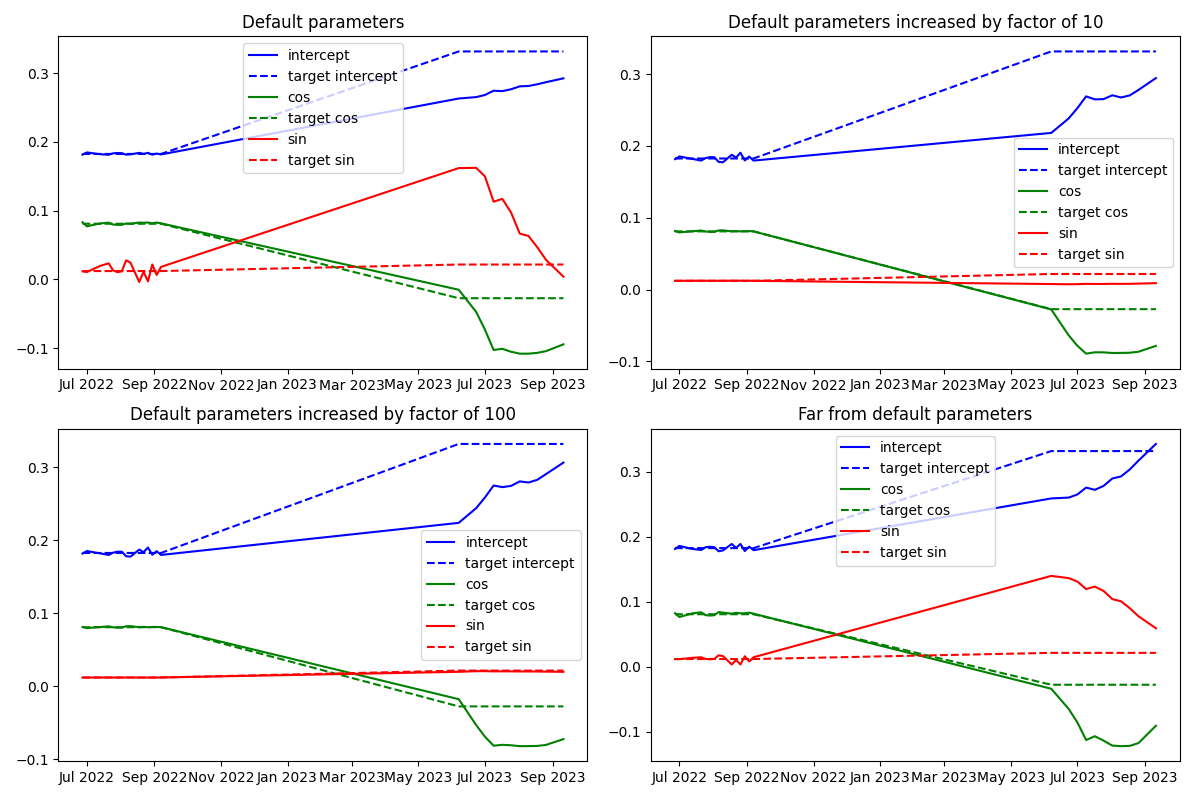 Default parameters
intercept
target intercept
cos
target cos
sin
target sin
0.3
0.2
0.1
0.0
−0.1
Jul 2022 Sep 2022 Nov 2022 Jan 2023 Mar 2023 May 2023 Jul 2023 Sep 2023
Default parameters increased by factor of 10
intercept
target intercept
cos
target cos
sin
target sin
0.3
0.2
0.1
0.0
−0.1
Jul 2022 Sep 2022 Nov 2022 Jan 2023 Mar 2023 May 2023 Jul 2023 Sep 2023
Default parameters increased by factor of 100
intercept
target intercept
cos
target cos
sin
target sin
0.3
0.2
0.1
0.0
−0.1
Jul 2022 Sep 2022 Nov 2022 Jan 2023 Mar 2023 May 2023 Jul 2023 Sep 2023
Far from default parameters
intercept
target intercept
cos
target cos
sin
target sin
0.3
0.2
0.1
0.0
−0.1
Jul 2022 Sep 2022 Nov 2022 Jan 2023 Mar 2023 May 2023 Jul 2023 Sep 2023